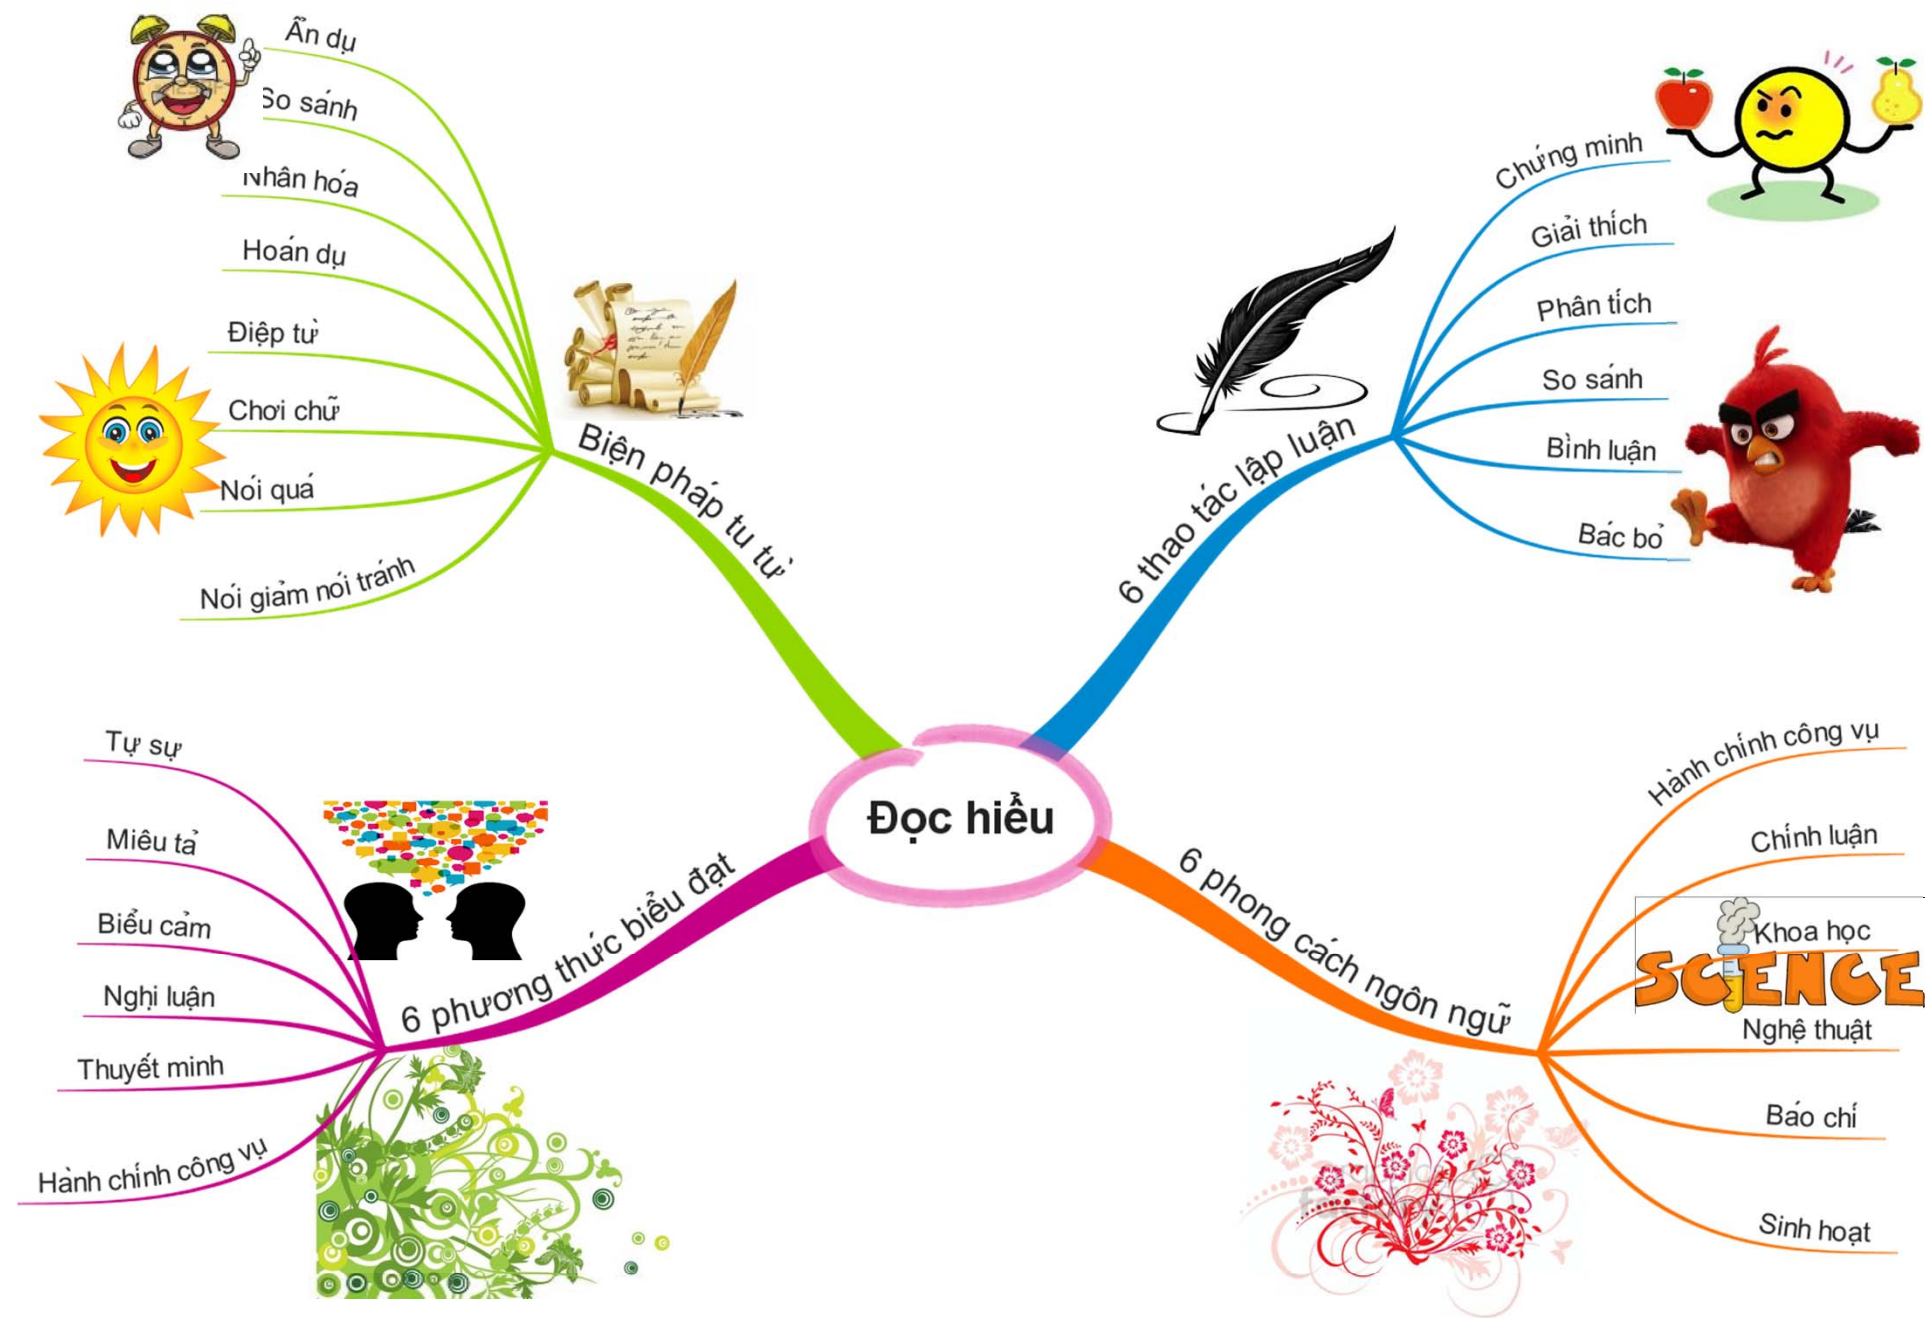 Đọc hiểu
Biện pháp tu từ
Ẩn dụ
So sánh
Nhân hóa
Hoán dụ
Điệp từ
Chơi chữ
Nói quá
Nói giảm nói tránh
6 thao tác lập luận
Chứng minh
Giải thích
Phân tích
So sánh
Bình luận
Bác bỏ
6 phương thức biểu đạt
Tự sự
Miêu tả
Biểu cảm
Nghị luận
Thuyết minh
Hành chính công vụ
6 phong cách ngôn ngữ
Hành chính công vụ
Chính luận
Khoa học
SCIENCE
Nghệ thuật
Báo chí
Sinh hoạt